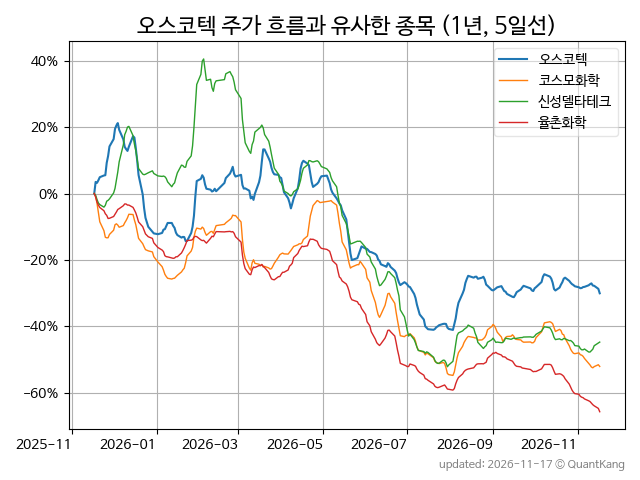 오스코텍 주가 흐름과 유사한 종목 (1년, 5일선)
오스코텍
코스모화학
신성델타테크
율촌화학
40%
20%
0%
−20%
−40%
−60%
2025-11
2026-01
2026-03
2026-05
2026-07
2026-09
2026-11
updated: 2026-11-17 © QuantKang